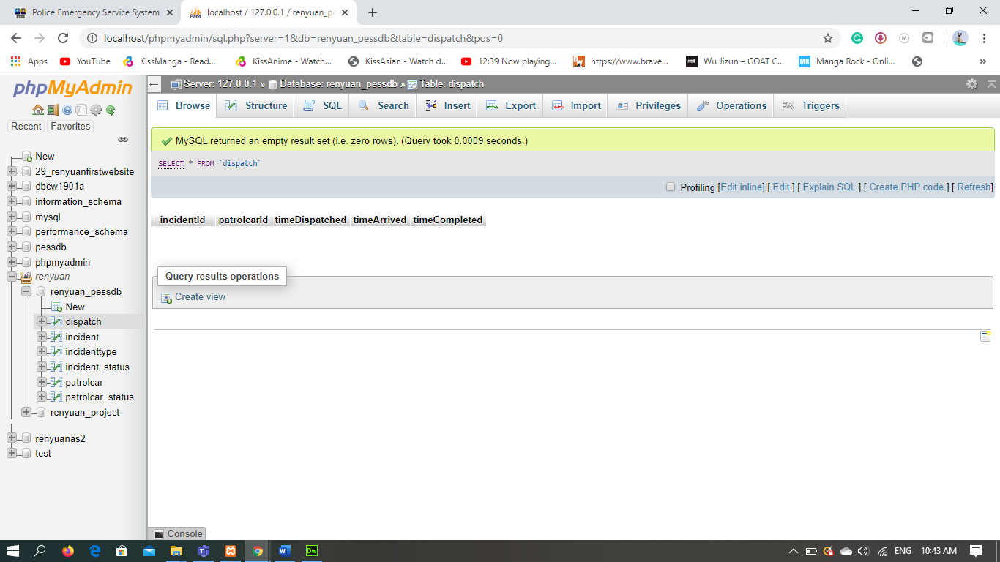 Police Emergency Service System
localhost / 127.0.0.1 / renyuan_pe
localhost/phpmyadmin/sql.php?server=1&db=renyuan_pessdb&table=dispatch&pos=0
Apps YouTube KissManga - Read... KissAnime - Watch... KissAsian - Watch d... 12:39 Now playing... https://www.brave... Wu Jizun – GOAT C... MR Manga Rock - Onli... »
phpMyAdmin
Recent Favorites
New
29_renyuanfirstwebsite
dbcw1901a
information_schema
mysql
performance_schema
pessdb
phpmyadmin
renyuan
renyuan_pessdb
New
dispatch
incident
incidenttype
incident_status
patrolcar
patrolcar_status
renyuan_project
renyuanas2
test
Server: 127.0.0.1 » Database: renyuan_pessdb » Table: dispatch
Browse Structure SQL Search Insert Export Import Privileges Operations Triggers
MySQL returned an empty result set (i.e. zero rows). (Query took 0.0009 seconds.)
SELECT * FROM `dispatch`
Profiling [Edit inline] [ Edit ] [ Explain SQL ] [ Create PHP code ] [ Refresh]
incidentId patrolcarId timeDispatched timeArrived timeCompleted
Query results operations
Create view
Console
Dw
ENG 10:43 AM